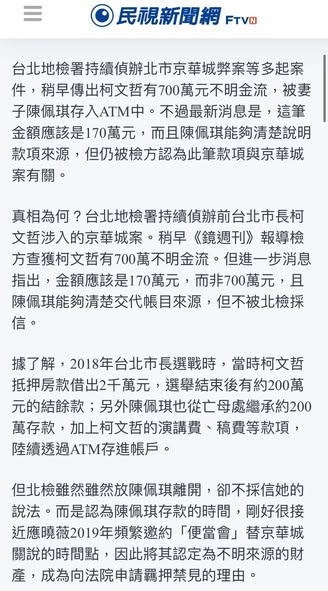 民視新聞網 FTVN
台北地檢署持續偵辦北市京華城弊案等多起案
件，稍早傳出柯文哲有700萬元不明金流，被妻
子陳佩琪存入ATM中。不過最新消息是，這筆
金額應該是170萬元，而且陳佩琪能夠清楚說明
款項來源，但仍被檢方認為此筆款項與京華城
案有關。
真相為何？台北地檢署持續偵辦前台北市長柯
文哲涉入的京華城案。稍早《鏡週刊》報導檢
方查獲柯文哲有700萬不明金流。但進一步消息
指出，金額應該是170萬元，而非700萬元，且
陳佩琪能夠清楚交代帳目來源，但不被北檢採
信。
據了解，2018年台北市長選戰時，當時柯文哲
抵押房款借出2千萬元，選舉結束後有約200萬
元的結餘款；另外陳佩琪也從亡母處繼承約200
萬存款，加上柯文哲的演講費、稿費等款項，
陸續透過ATM存進帳戶。
但北檢雖然雖然放陳佩琪離開，卻不採信她的
說法。而是認為陳佩琪存款的時間，剛好很接
近應曉薇2019年頻繁邀約「便當會」替京華城
關說的時間點，因此將其認定為不明來源的財
產，成為向法院申請羈押禁見的理由。